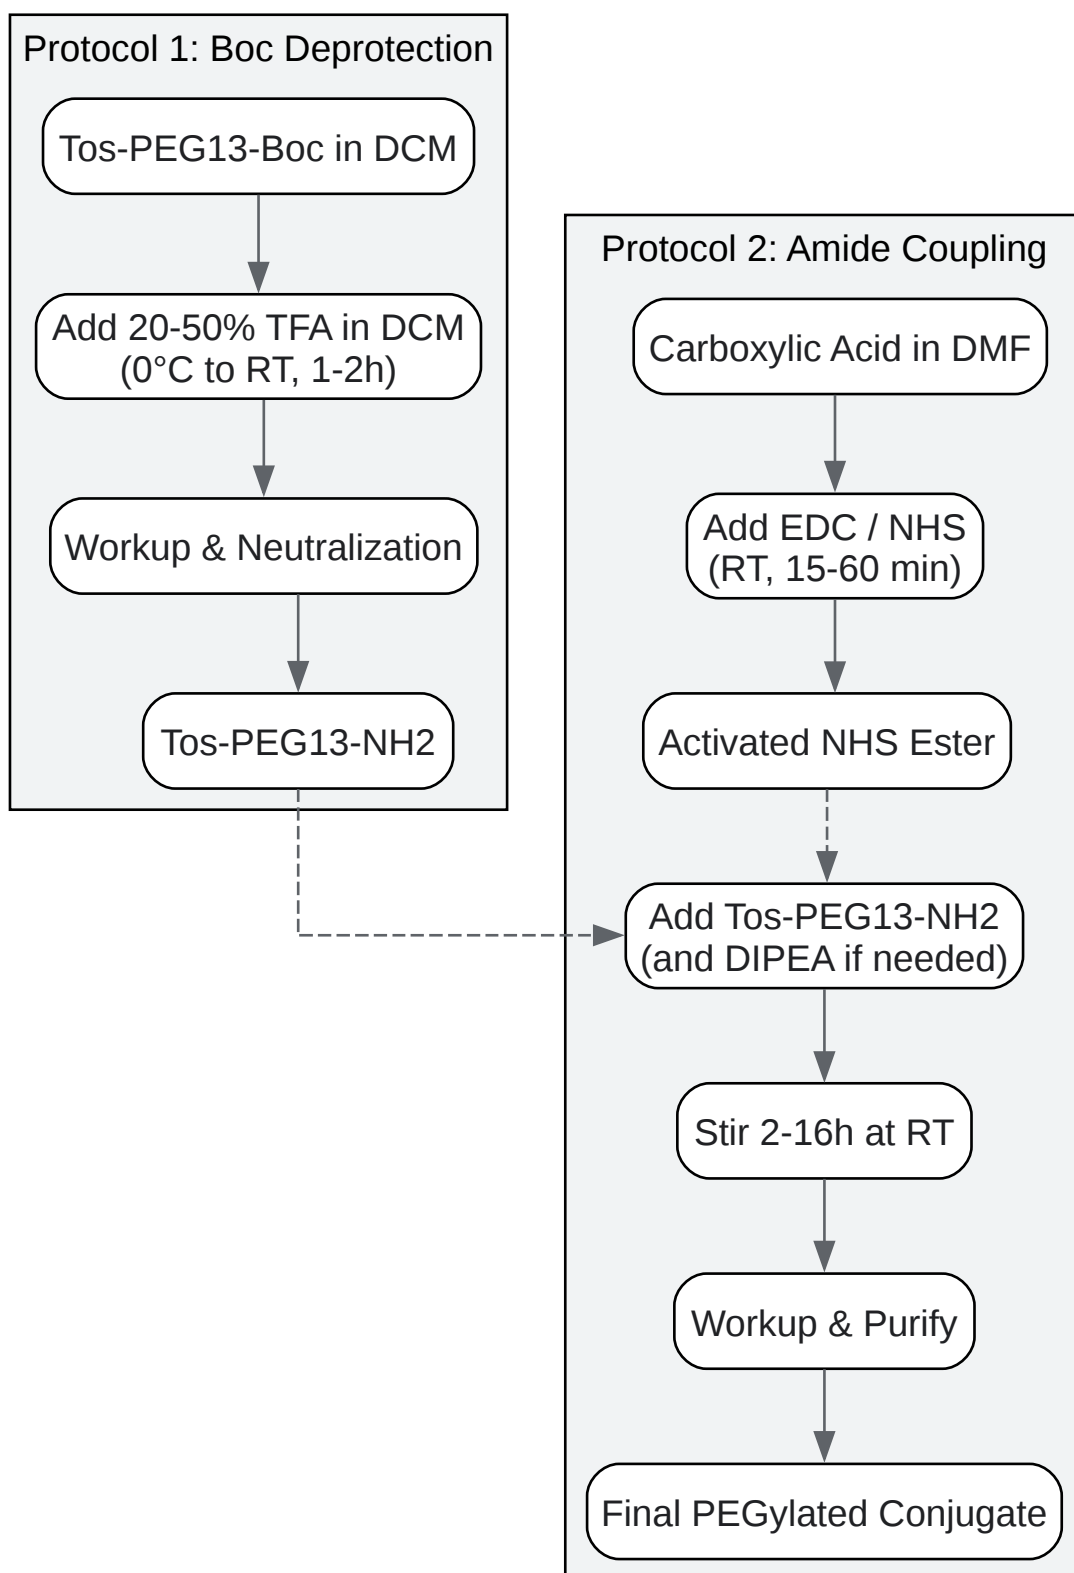 Protocol 1: Boc Deprotection
Tos-PEG13-Boc in DCM
Add 20-50% TFA in DCM
(0°C to RT, 1-2h)
Workup & Neutralization
Tos-PEG13-NH2
Protocol 2: Amide Coupling
Carboxylic Acid in DMF
Add EDC / NHS
(RT, 15-60 min)
Activated NHS Ester
Add Tos-PEG13-NH2
(and DIPEA if needed)
Stir 2-16h at RT
Workup & Purify
Final PEGylated Conjugate